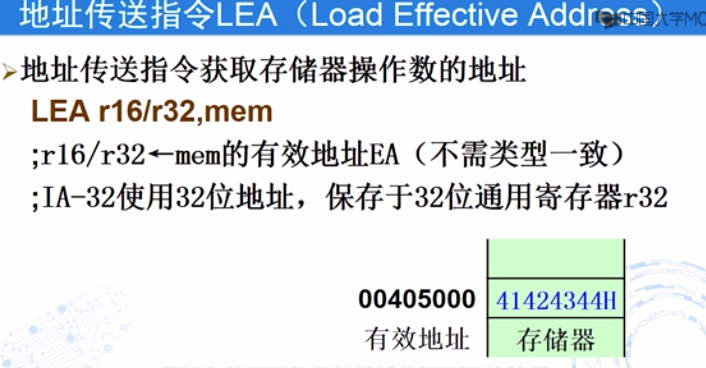 地址传送指令LEA（Load Effective Address）
中国大学MO
➢地址传送指令获取存储器操作数的地址
LEA r16/r32,mem
;r16/r32←mem的有效地址EA（不需类型一致）
;IA-32使用32位地址，保存于32位通用寄存器r32
00405000 41424344H
有效地址 存储器